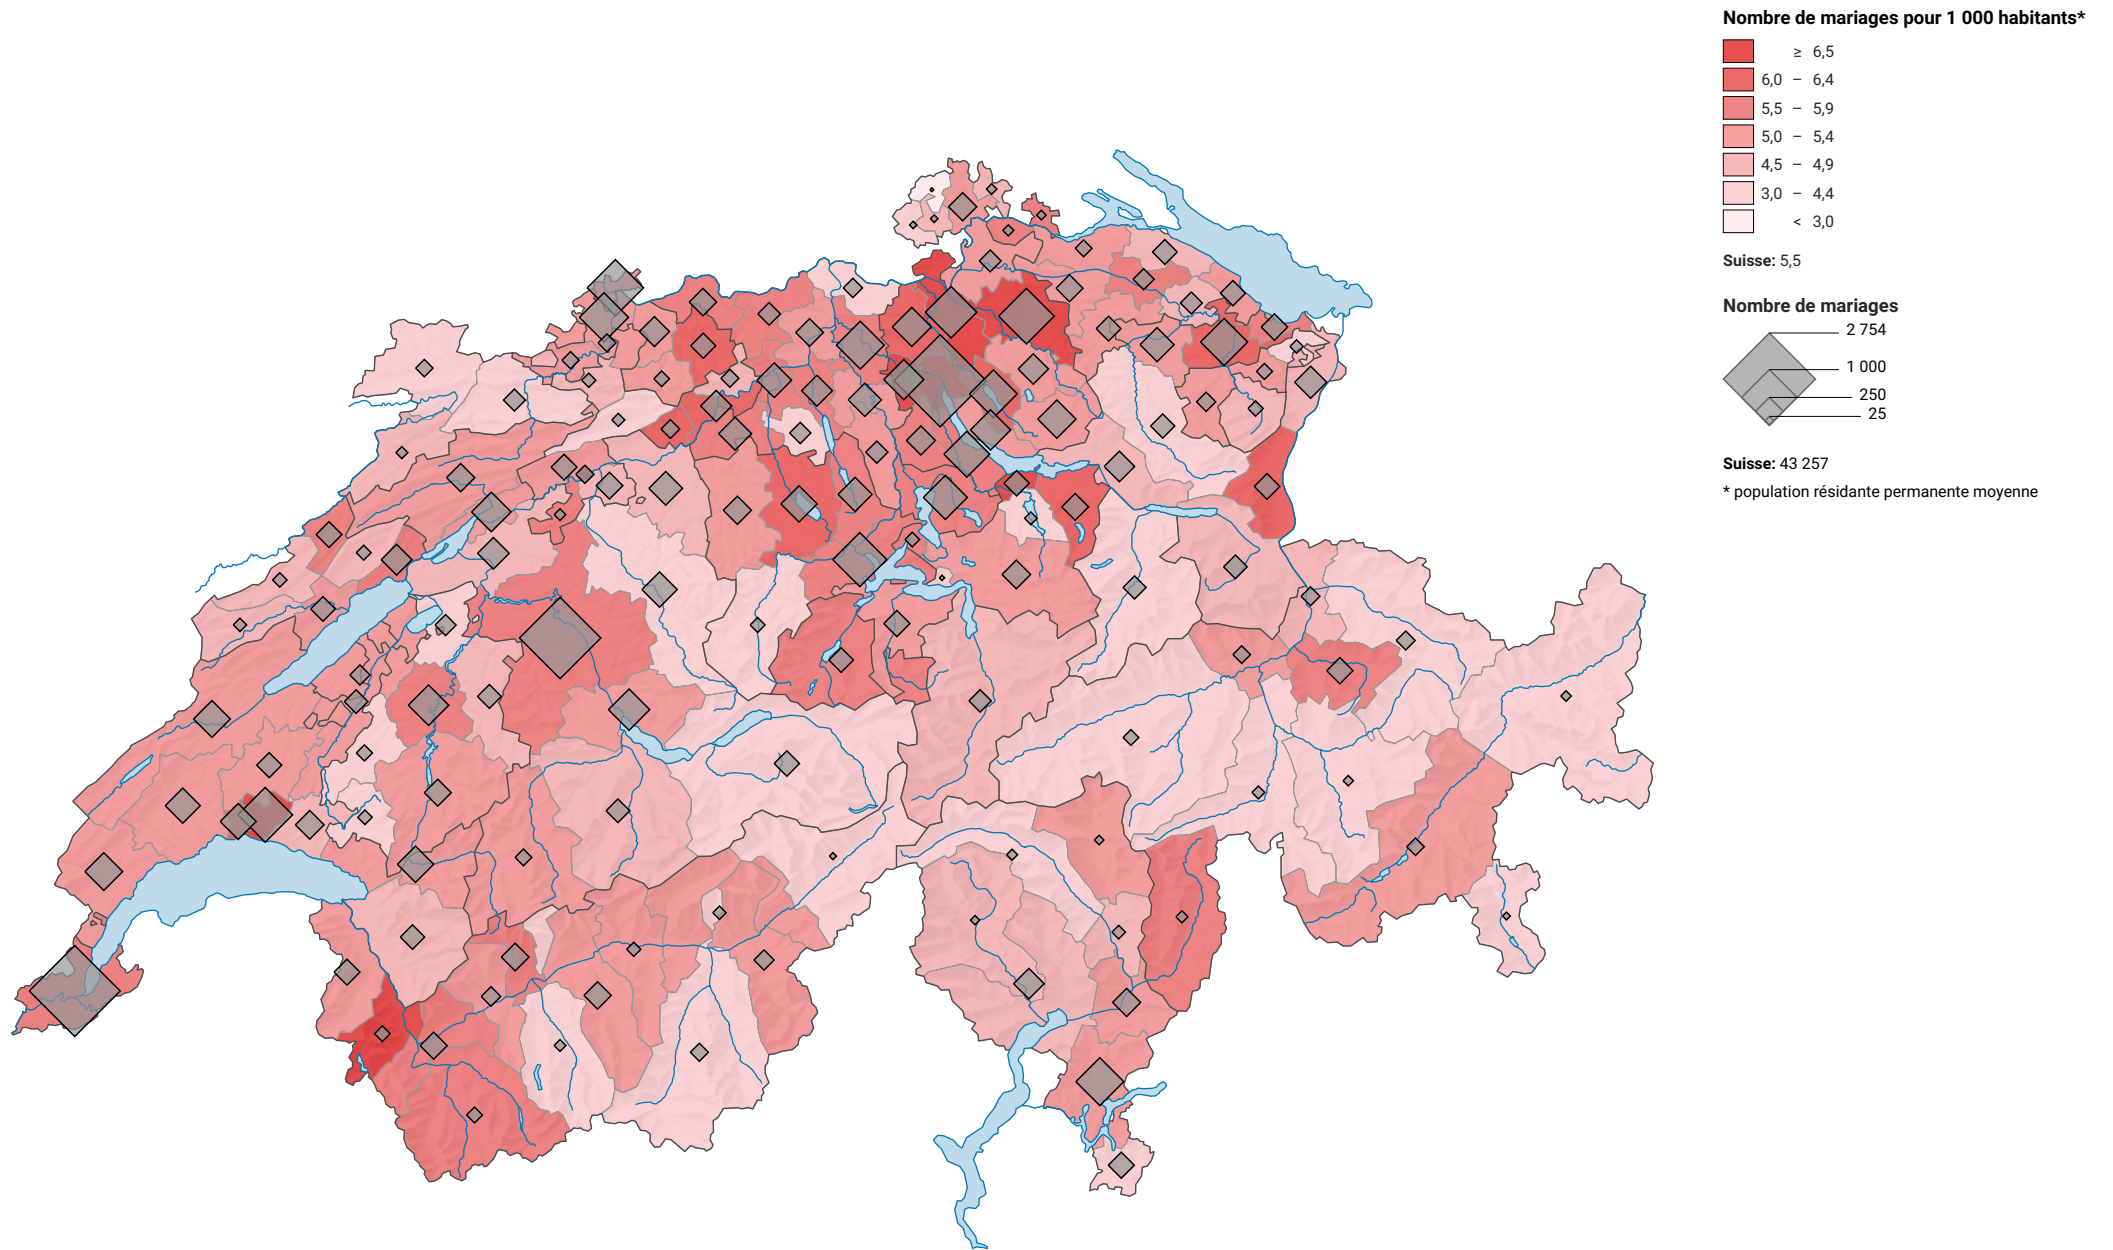 Nombre de mariages pour 1 000 habitants*
≥ 6,5
6,0 – 6,4
5,5 – 5,9
5,0 – 5,4
4,5 – 4,9
3,0 – 4,4
< 3,0
Suisse: 5,5
Nombre de mariages
2 754
1 000
250
25
Suisse: 43 257
* population résidante permanente moyenne